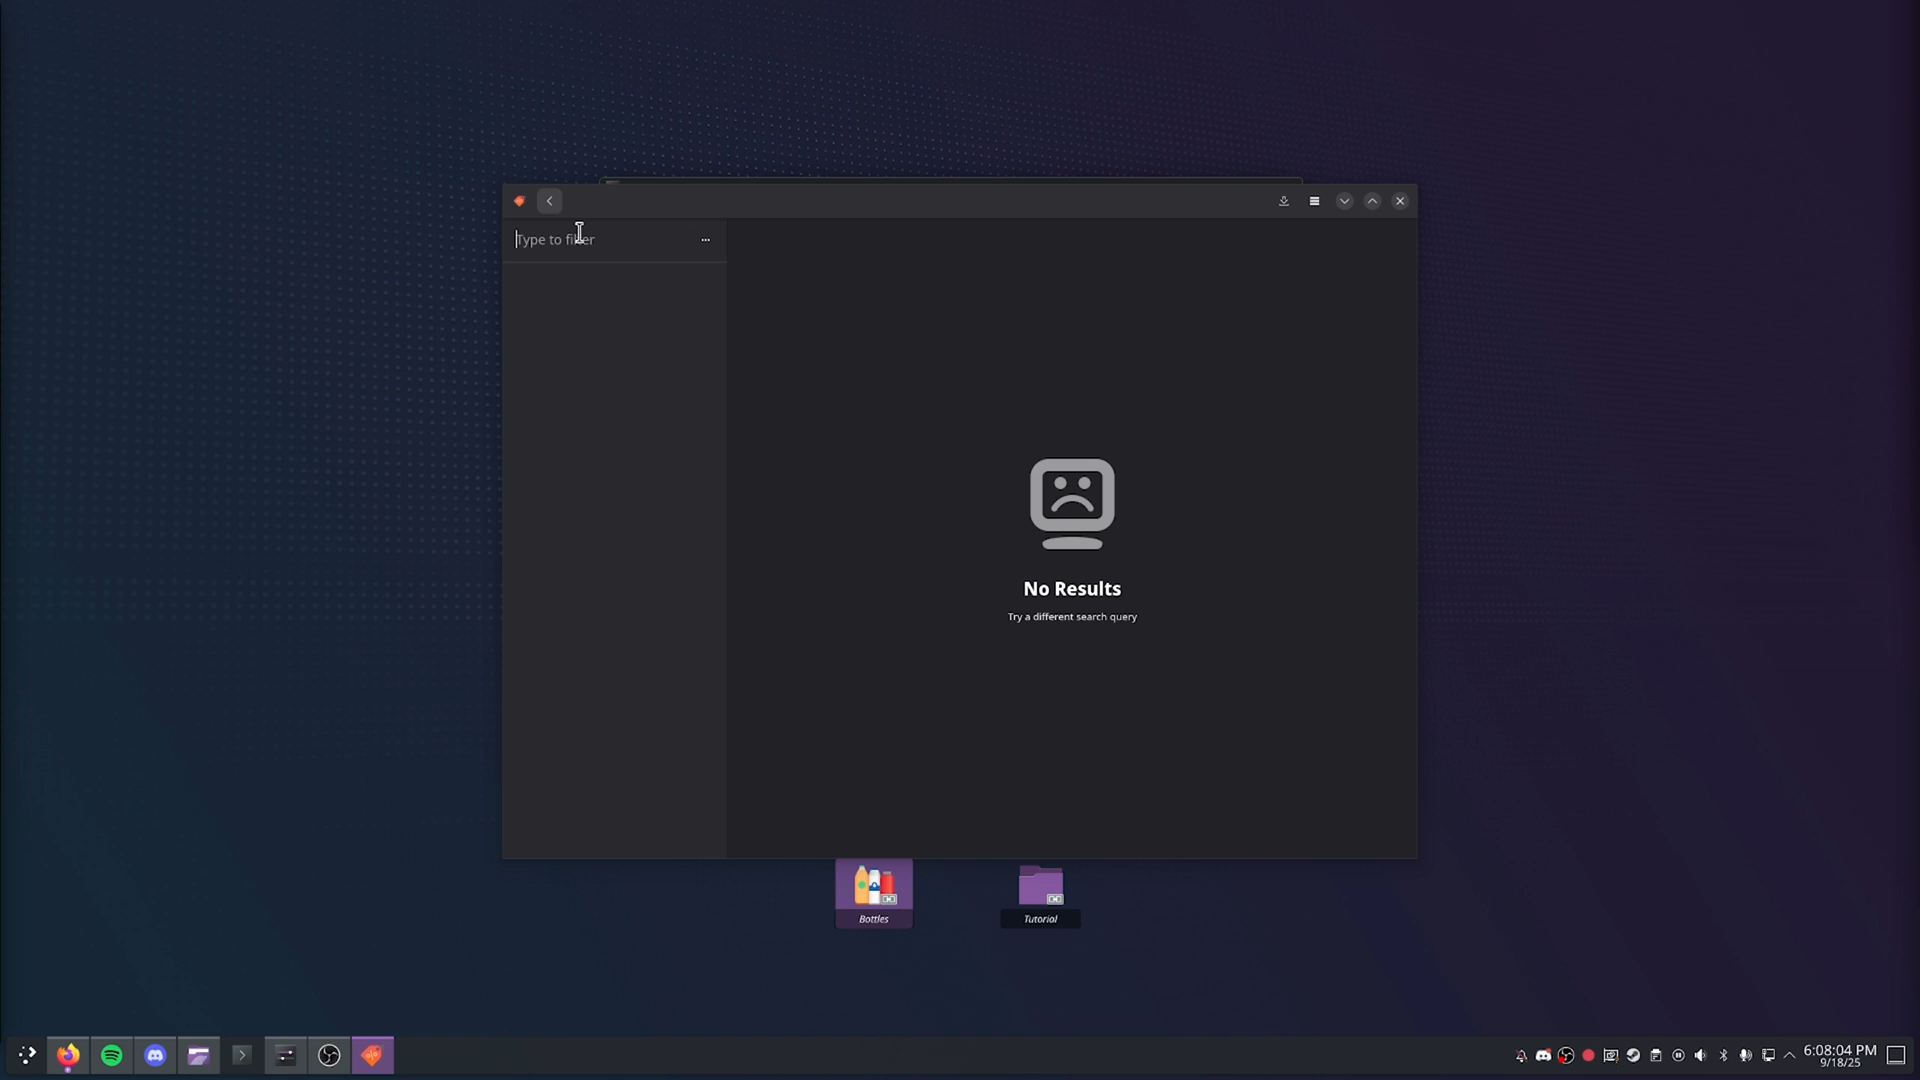 Type to filter
No Results
Try a different search query
Bottles
Tutorial
6:08:04 PM
9/18/25